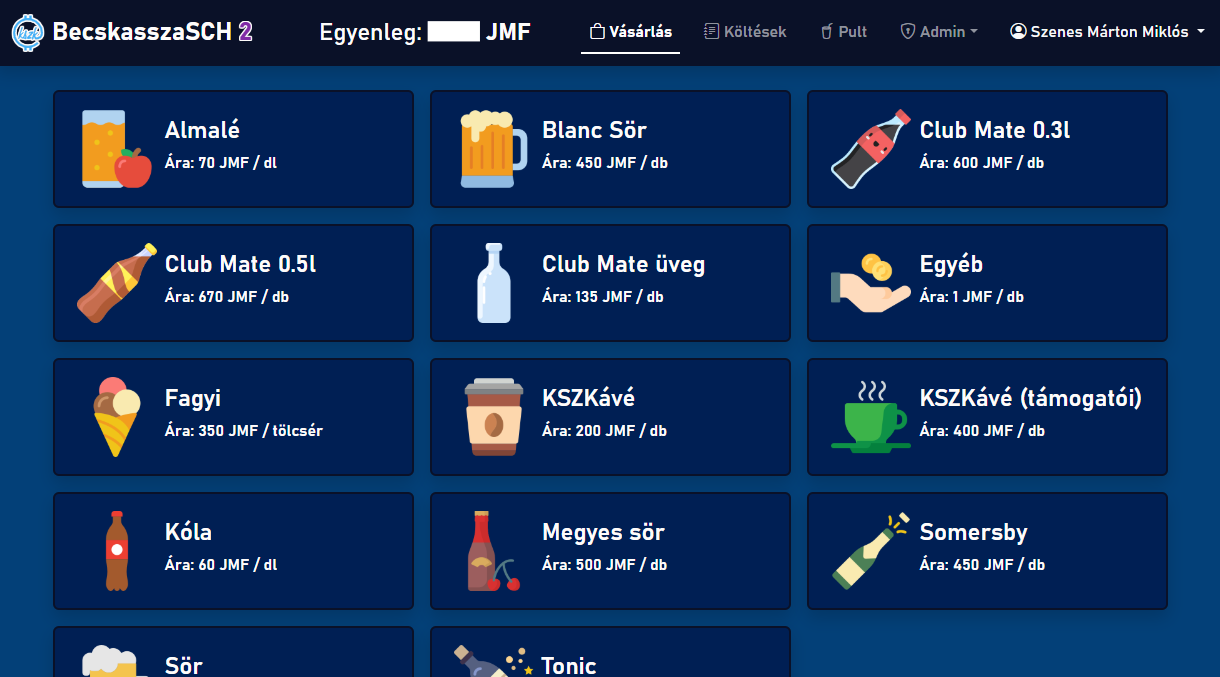 BecskasszaSCH 2
Egyenleg: JMF
Vásárlás
Költések
Pult
Admin
Szenes Márton Miklós
Almalé
Ára: 70 JMF / dl
Blanc Sör
Ára: 450 JMF / db
Club Mate 0.3l
Ára: 600 JMF / db
Club Mate 0.5l
Ára: 670 JMF / db
Club Mate üveg
Ára: 135 JMF / db
Egyéb
Ára: 1 JMF / db
Fagyi
Ára: 350 JMF / tölcsér
KSZKávé
Ára: 200 JMF / db
KSZKávé (támogatói)
Ára: 400 JMF / db
Kóla
Ára: 60 JMF / dl
Megyes sör
Ára: 500 JMF / db
Somersby
Ára: 450 JMF / db
Sör
Tonic